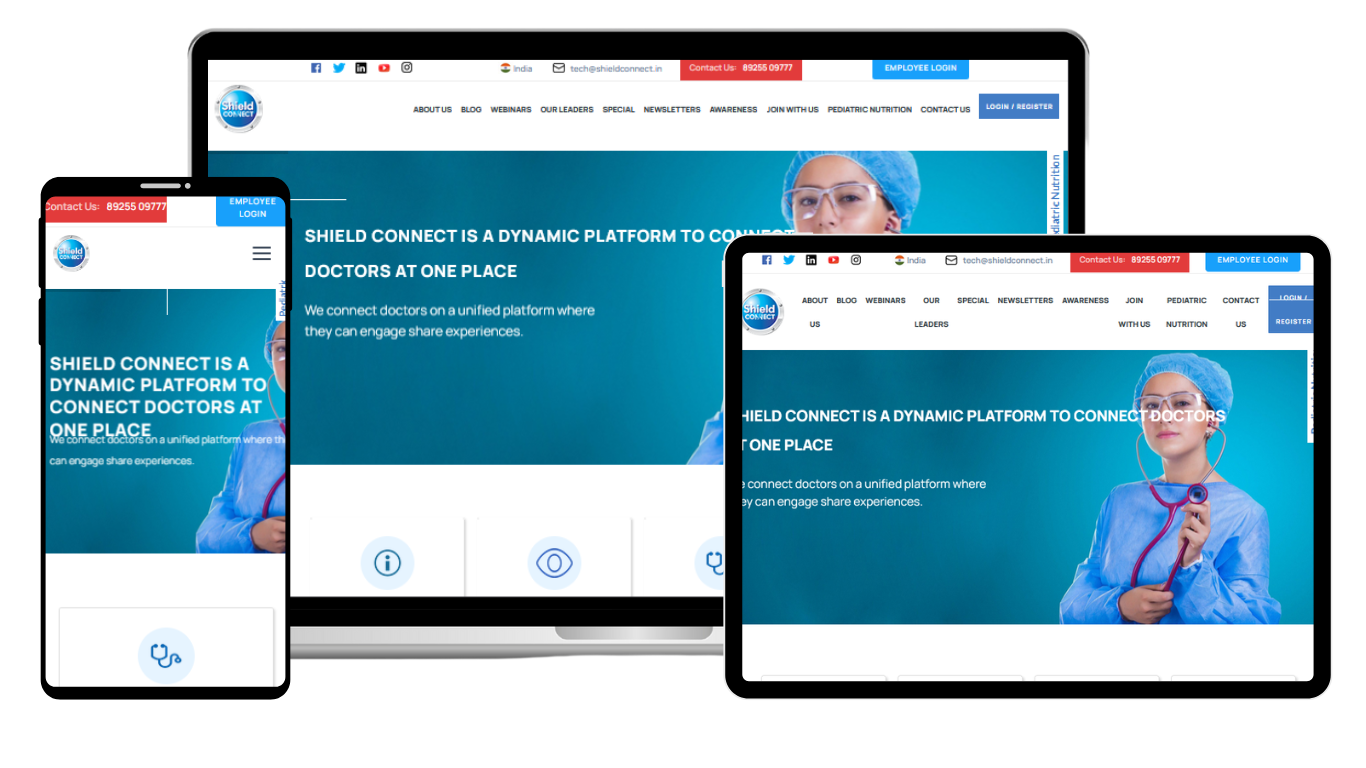 India
tech@shieldconnect.in
Contact Us: 89255 09777
EMPLOYEE LOGIN
Shield
CONNECT
ABOUT US BLOG WEBINARS OUR LEADERS SPECIAL NEWSLETTERS AWARENESS JOIN WITH US PEDIATRIC NUTRITION CONTACT US
LOGIN / REGISTER
Nutrition
SHIELD CONNECT IS A DYNAMIC PLATFORM TO
DOCTORS AT ONE PLACE
We connect doctors on a unified platform where
they can engage share experiences.
Contact Us: 89255 09777
EMPLOYEE
LOGIN
Shield
CONNECT
Pediatric
SHIELD CONNECT IS A
DYNAMIC PLATFORM TO
CONNECT DOCTORS AT
ONE PLACE
We connect doctors on a unified platform where
can engage share experiences.
India
tech@shieldconnect.in
Contact Us: 89255 09777
EMPLOYEE LOGIN
Shield
CONNECT
ABOUT BLOG WEBINARS OUR SPECIAL NEWSLETTERS AWARENESS JOIN PEDIATRIC CONTACT
US LEADERS WITH US NUTRITION US
LOGIN /
REGISTER
HIELD CONNECT IS A DYNAMIC PLATFORM TO CONNECT DOCTORS
ONE PLACE
connect doctors on a unified platform where
ey can engage share experiences.